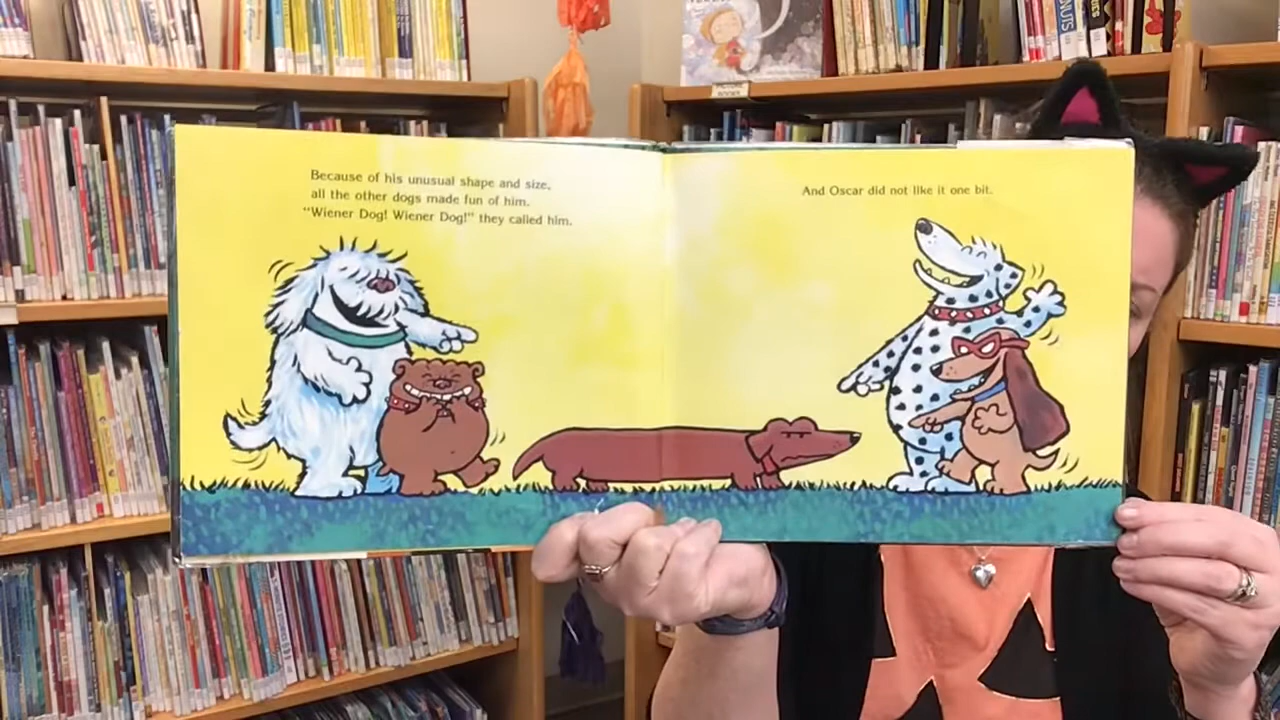 Because of his unusual shape and size,
all the other dogs made fun of him.
“Wiener Dog! Wiener Dog!” they called him.
And Oscar did not like it one bit.